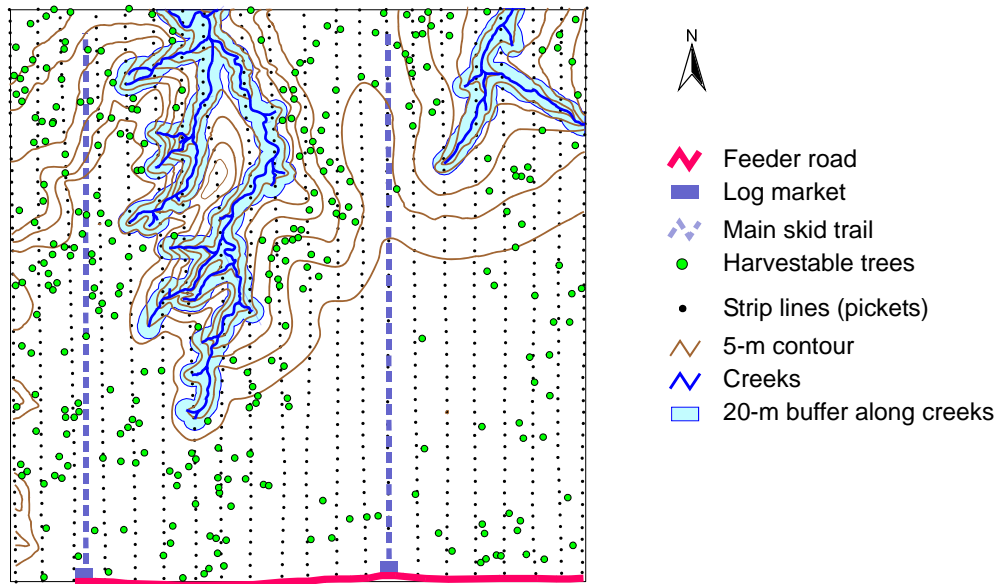 N
Feeder road
Log market
Main skid trail
Harvestable trees
Strip lines (pickets)
5-m contour
Creeks
20-m buffer along creeks